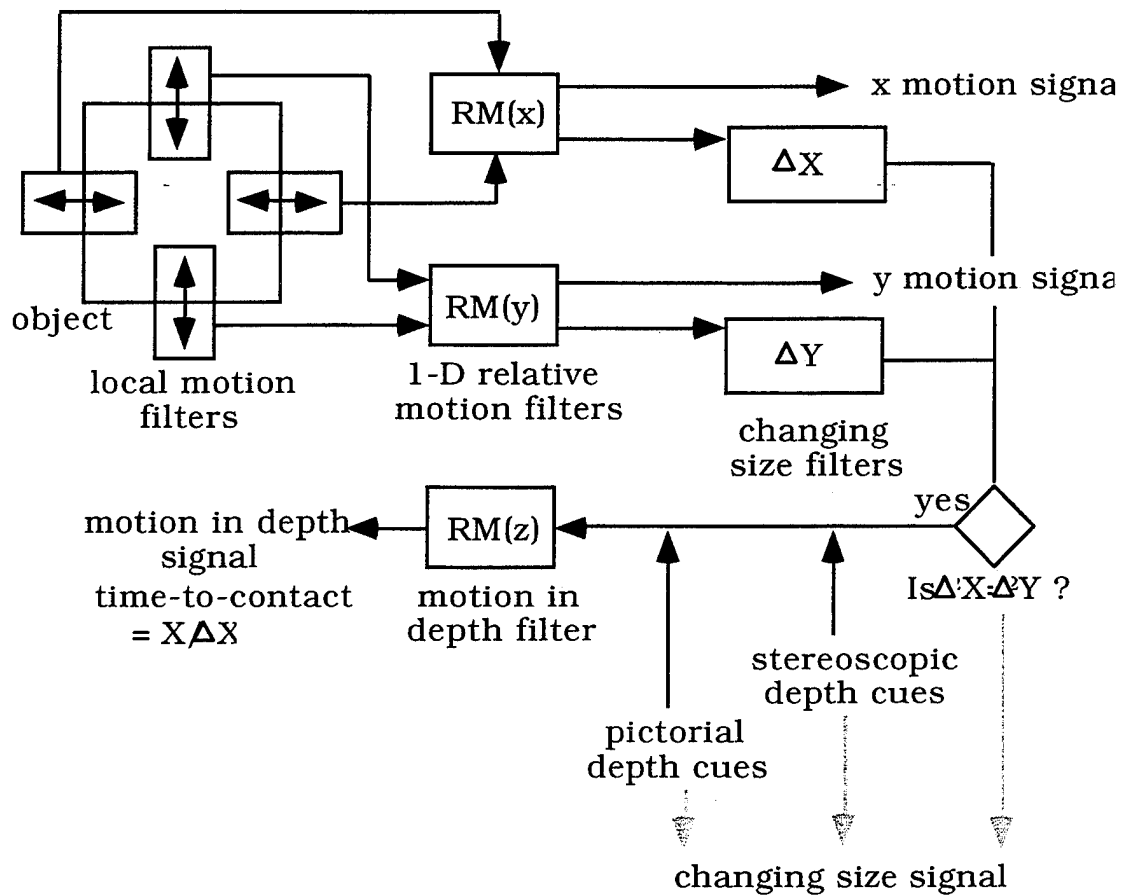 RM(x)
x motion signa
ΔX
RM(y)
y motion signa
ΔY
object
local motion
filters
1-D relative
motion filters
changing
size filters
yes
motion in depth
signal
RM(z)
time-to-contact
= X/ΔX
motion in
depth filter
stereoscopic
depth cues
pictorial
depth cues
changing size signal